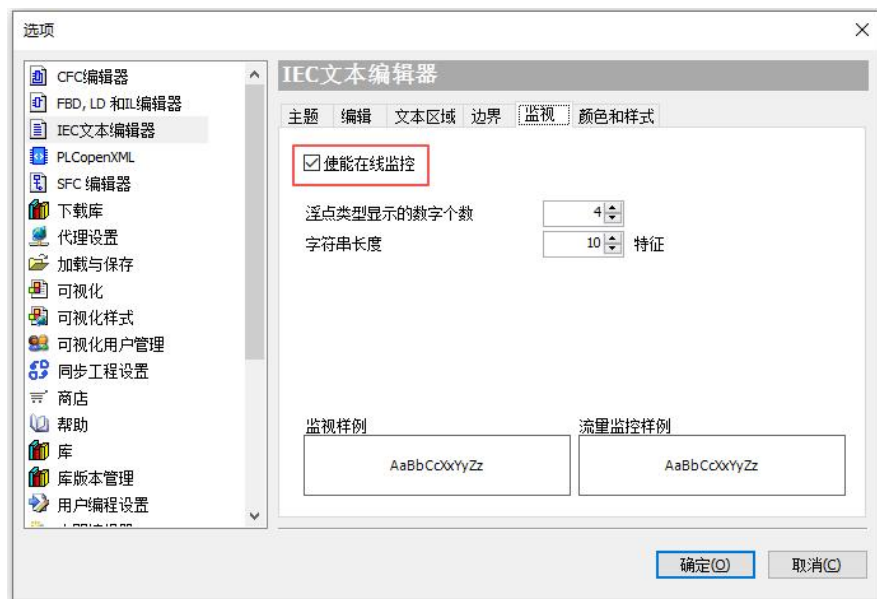 选项
CFC编辑器
FBD, LD 和IL编辑器
IEC文本编辑器
PLCopenXML
SFC 编辑器
下载库
代理设置
加载与保存
可视化
可视化样式
可视化用户管理
同步工程设置
商店
帮助
库
库版本管理
用户编程设置
IEC文本编辑器
主题 编辑 文本区域 边界 监视 颜色和样式
使能在线监控
浮点类型显示的数字个数 4
字符串长度 10 特征
监视样例 流量监控样例
AaBbCcXxYyZz AaBbCcXxYyZz
确定(O) 取消(C)